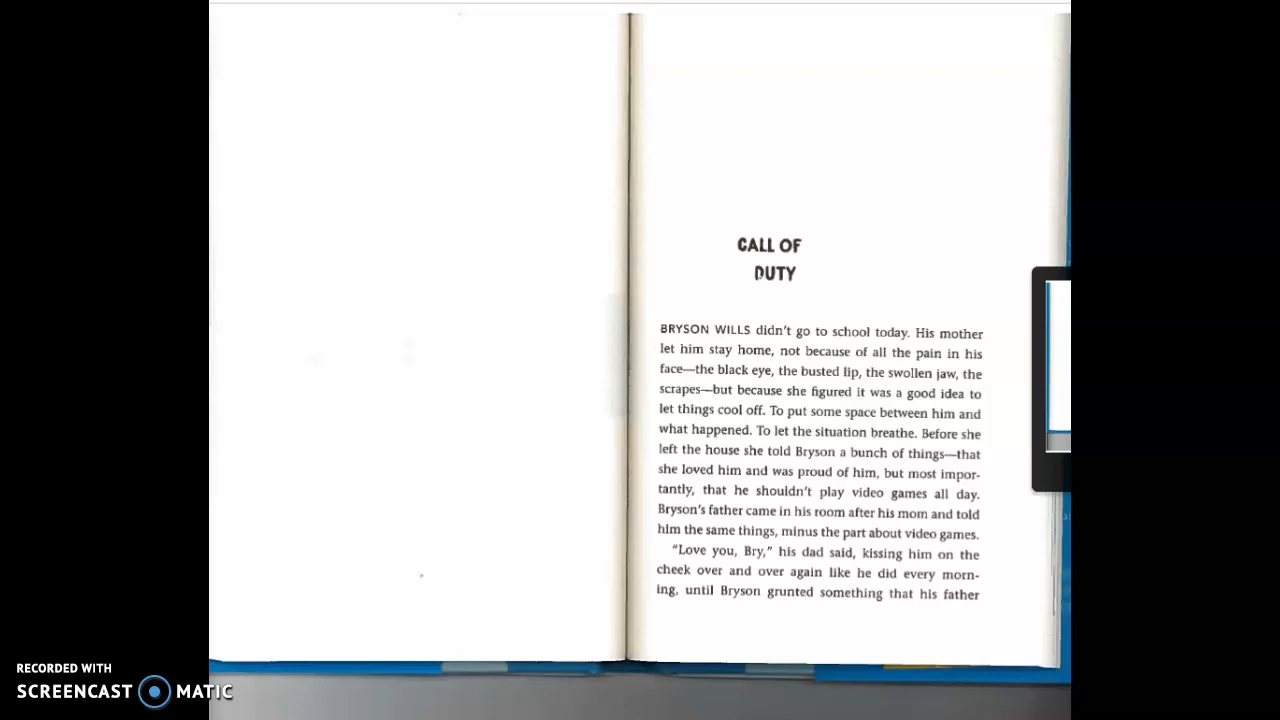 CALL OF
DUTY
BRYSON WILLS didn't go to school today. His mother
let him stay home, not because of all the pain in his
face—the black eye, the busted lip, the swollen jaw, the
scrapes—but because she figured it was a good idea to
let things cool off. To put some space between him and
what happened. To let the situation breathe. Before she
left the house she told Bryson a bunch of things—that
she loved him and was proud of him, but most impor-
tantly, that he shouldn't play video games all day.
Bryson's father came in his room after his mom and told
him the same things, minus the part about video games.
"Love you, Bry," his dad said, kissing him on the
cheek over and over again like he did every morn-
ing, until Bryson grunted something that his father
RECORDED WITH
SCREENCAST MATIC